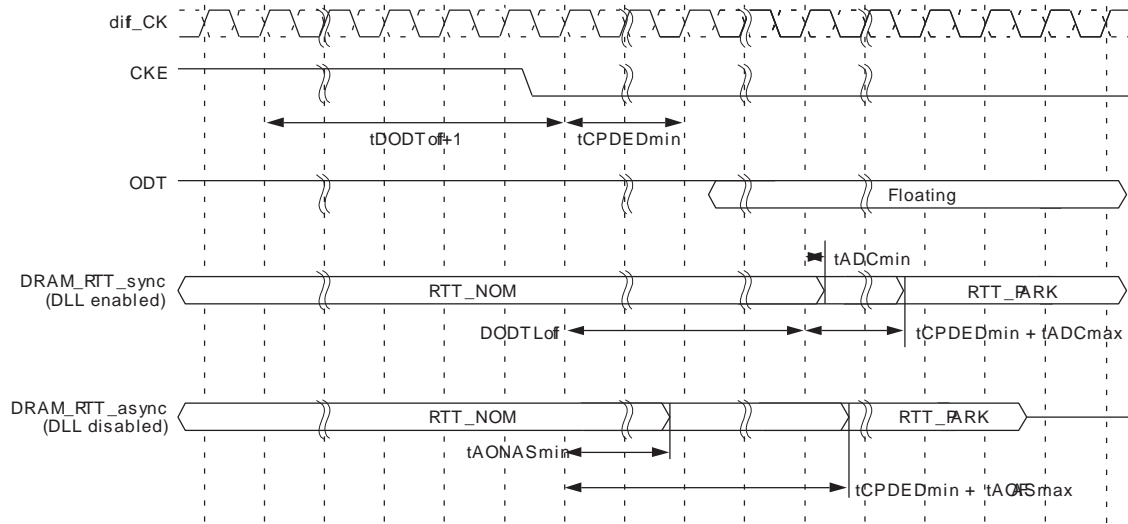 dif_CK
CKE
tDODToff+1
tCPDEDmin
ODT
Floating
tADCmin
DRAM_RTT_sync
(DLL enabled)
RTT_NOM
RTT_PARK
DODTLoff
tCPDEDmin + tADCmax
DRAM_RTT_async
(DLL disabled)
RTT_NOM
RTT_PARK
tAONASmin
tCPDEDmin + tAOFASmax